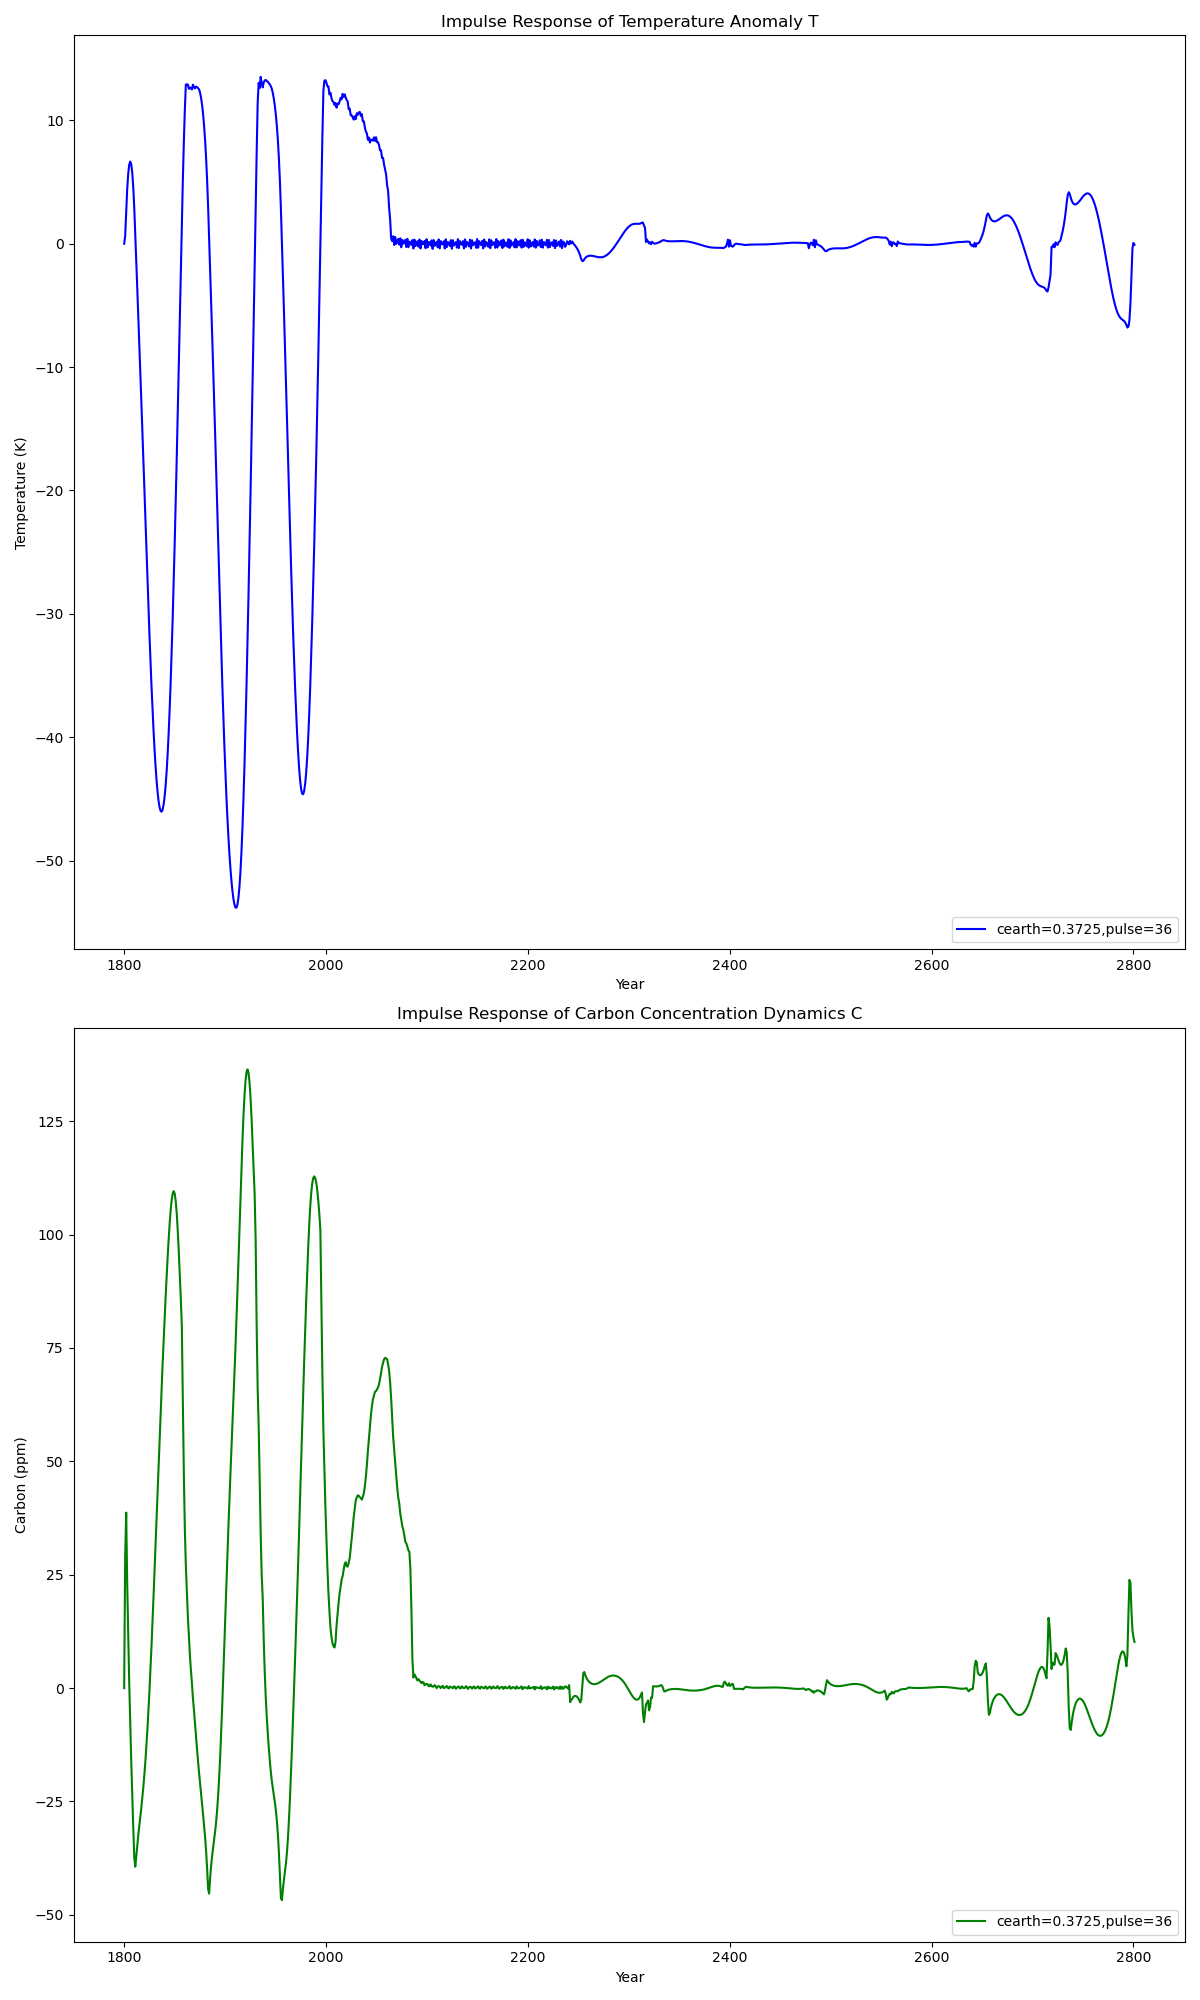 Impulse Response of Temperature Anomaly T
Temperature (K)
10
0
−10
−20
−30
−40
−50
cearth=0.3725,pulse=36
1800 2000 2200 2400 2600 2800
Year
Impulse Response of Carbon Concentration Dynamics C
Carbon (ppm)
125
100
75
50
25
0
−25
−50
cearth=0.3725,pulse=36
1800 2000 2200 2400 2600 2800
Year